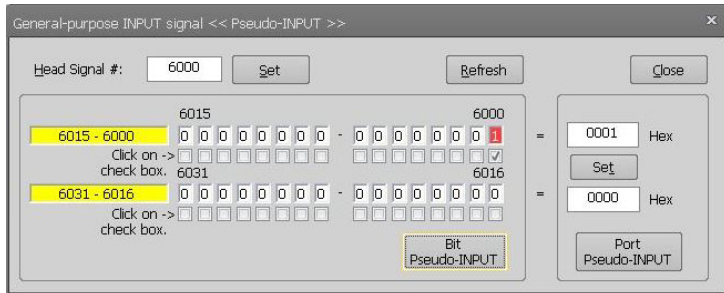 General-purpose INPUT signal << Pseudo-INPUT >> ×
Head Signal #: 6000 Set Refresh Close
6015 6000
6015 - 6000 0 0 0 0 0 0 0 0 - 0 0 0 0 0 0 0 1 = 0001 Hex
Click on -> check box.
Set
6031 6016
6031 - 6016 0 0 0 0 0 0 0 0 - 0 0 0 0 0 0 0 0 = 0000 Hex
Click on -> check box.
Bit Pseudo-INPUT
Port Pseudo-INPUT